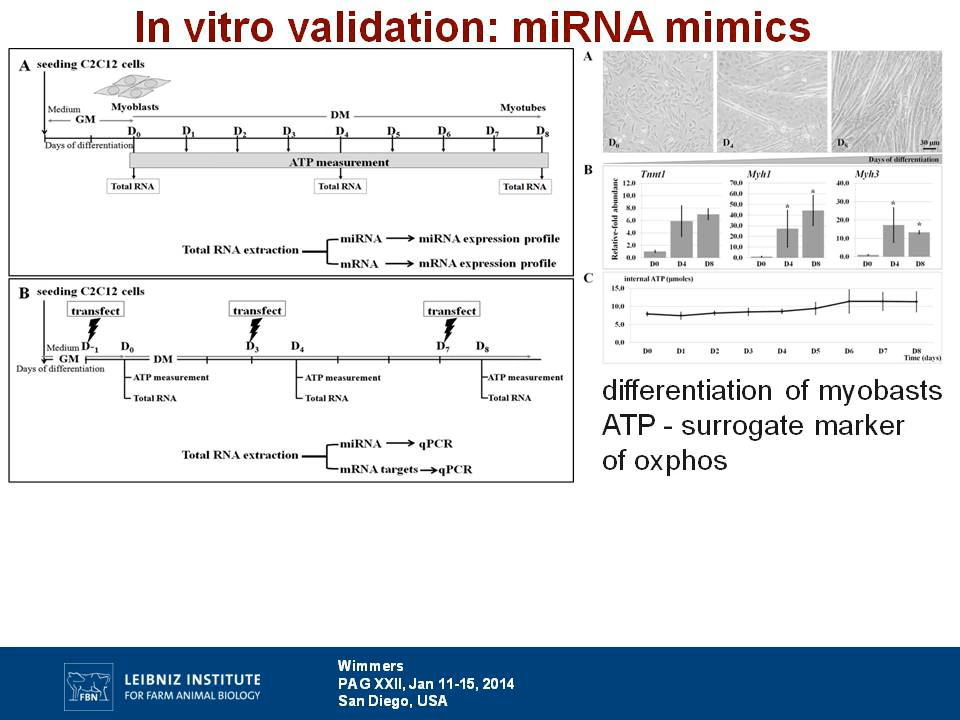 In vitro validation: miRNA mimics
A seeding C2C12 cells
Medium
GM
Myoblasts
DM
Myotubes
D0 D1 D2 D3 D4 D5 D6 D7 D8
Days of differentiation
ATP measurement
Total RNA Total RNA Total RNA
Total RNA extraction
miRNA miRNA expression profile
mRNA mRNA expression profile
B seeding C2C12 cells
transfect transfect transfect
Medium D-1 D0 D3 D4 D7 D8
GM DM
Days of differentiation
ATP measurement ATP measurement ATP measurement
Total RNA Total RNA Total RNA
Total RNA extraction
miRNA qPCR
mRNA targets qPCR
A
D0 D4 D8 30 µm
Days of differentiation
B
Tnnt1 Myh1 Myh3
Relative-fold abundance
12.0
10.0
8.0
6.0
4.0
2.0
0.0
D0 D4 D8
70.0
60.0
50.0
40.0
30.0
20.0
10.0
0.0
* *
D0 D4 D8
40.0
30.0
20.0
10.0
0.0
* *
D0 D4 D8
C internal ATP (µmoles)
15.0
10.0
5.0
0.0
D0 D1 D2 D3 D4 D5 D6 D7 D8
Time (days)
differentiation of myobasts
ATP - surrogate marker
of oxphos
FBN
LEIBNIZ INSTITUTE
FOR FARM ANIMAL BIOLOGY
Wimmers
PAG XXII, Jan 11-15, 2014
San Diego, USA